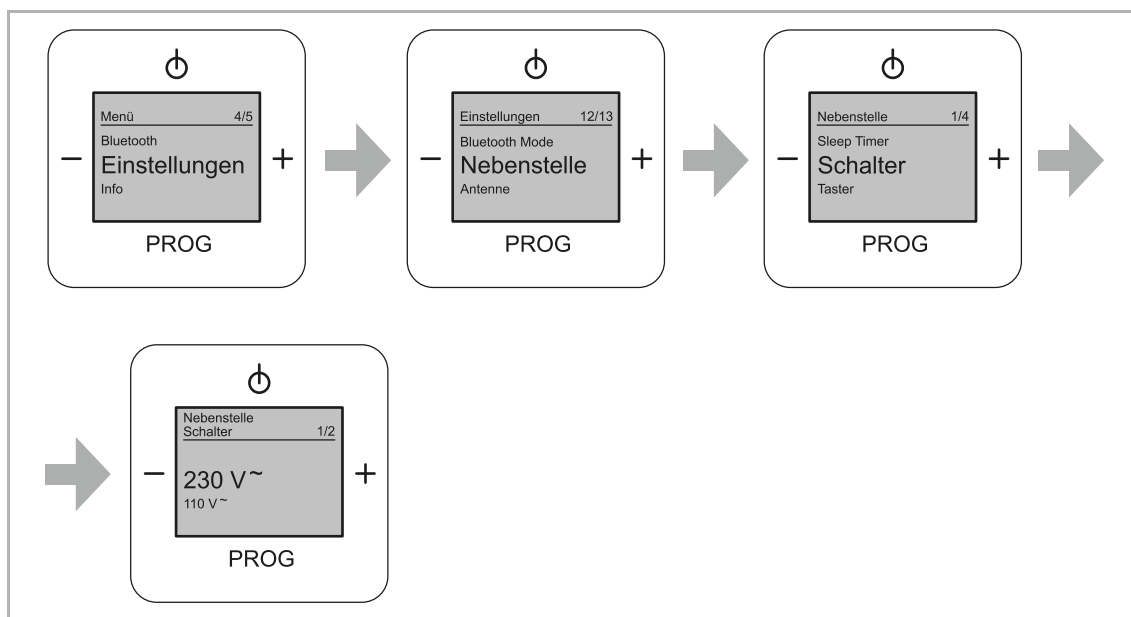 Menü 4/5
Bluetooth
Einstellungen
Info
− +
PROG
Einstellungen 12/13
Bluetooth Mode
Nebenstelle
Antenne
− +
PROG
Nebenstelle 1/4
Sleep Timer
Schalter
Taster
− +
PROG
Nebenstelle
Schalter 1/2
230 V ~
110 V ~
− +
PROG